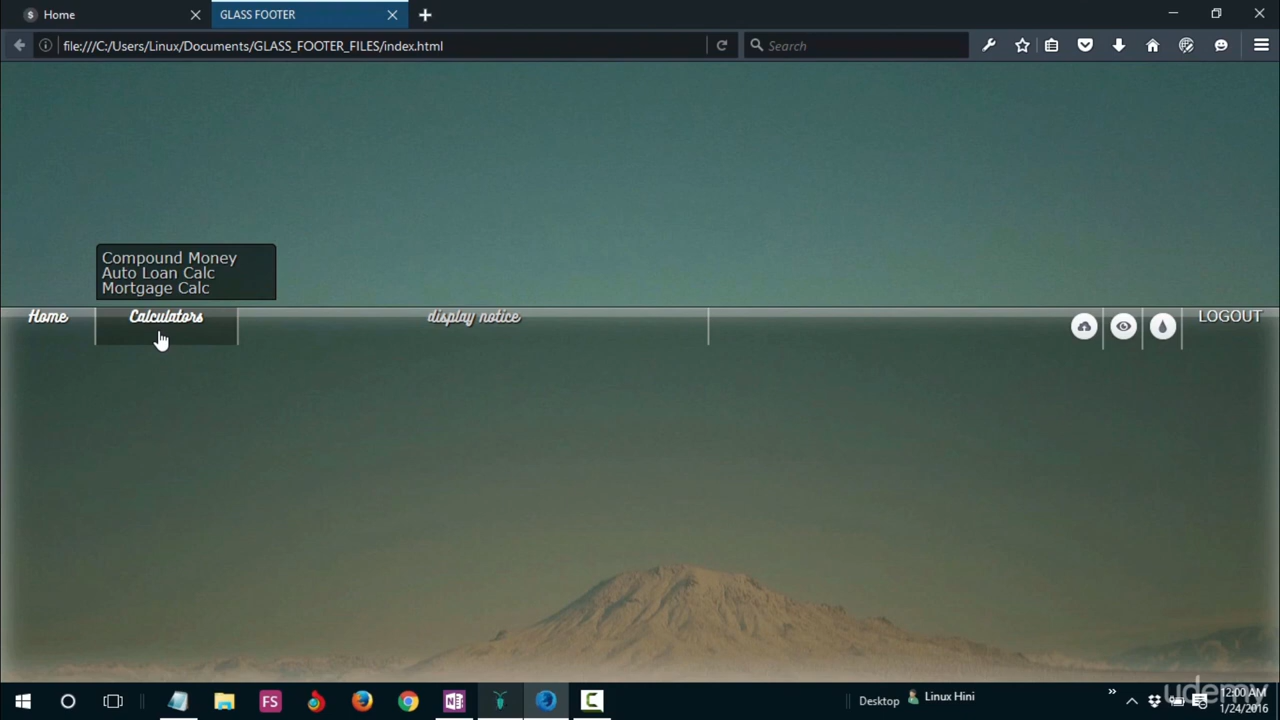 Home
GLASS FOOTER
file:///C:/Users/Linux/Documents/GLASS_FOOTER_FILES/index.html
Search
Compound Money
Auto Loan Calc
Mortgage Calc
Home
Calculators
display notice
LOGOUT
FS
Desktop
Linux Hini
12:00 AM
1/24/2016
udemy